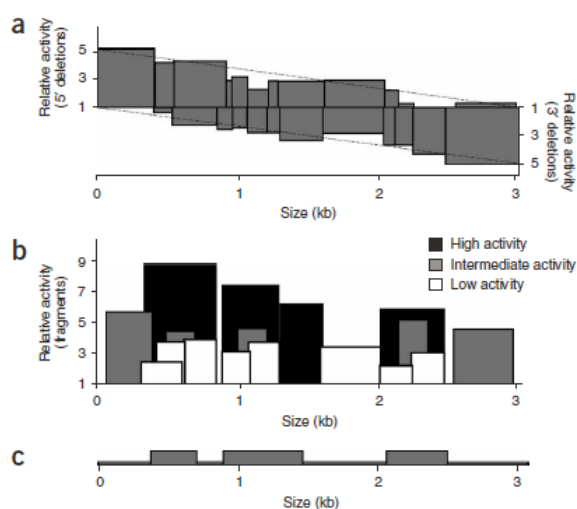 a
Relative activity
(5′ deletions)
5
3
1
1
3
5
Relative activity
(3′ deletions)
0
1
2
3
Size (kb)
b
Relative activity
(fragments)
9
7
5
3
1
High activity
Intermediate activity
Low activity
0
1
2
3
Size (kb)
c
0
1
2
3
Size (kb)